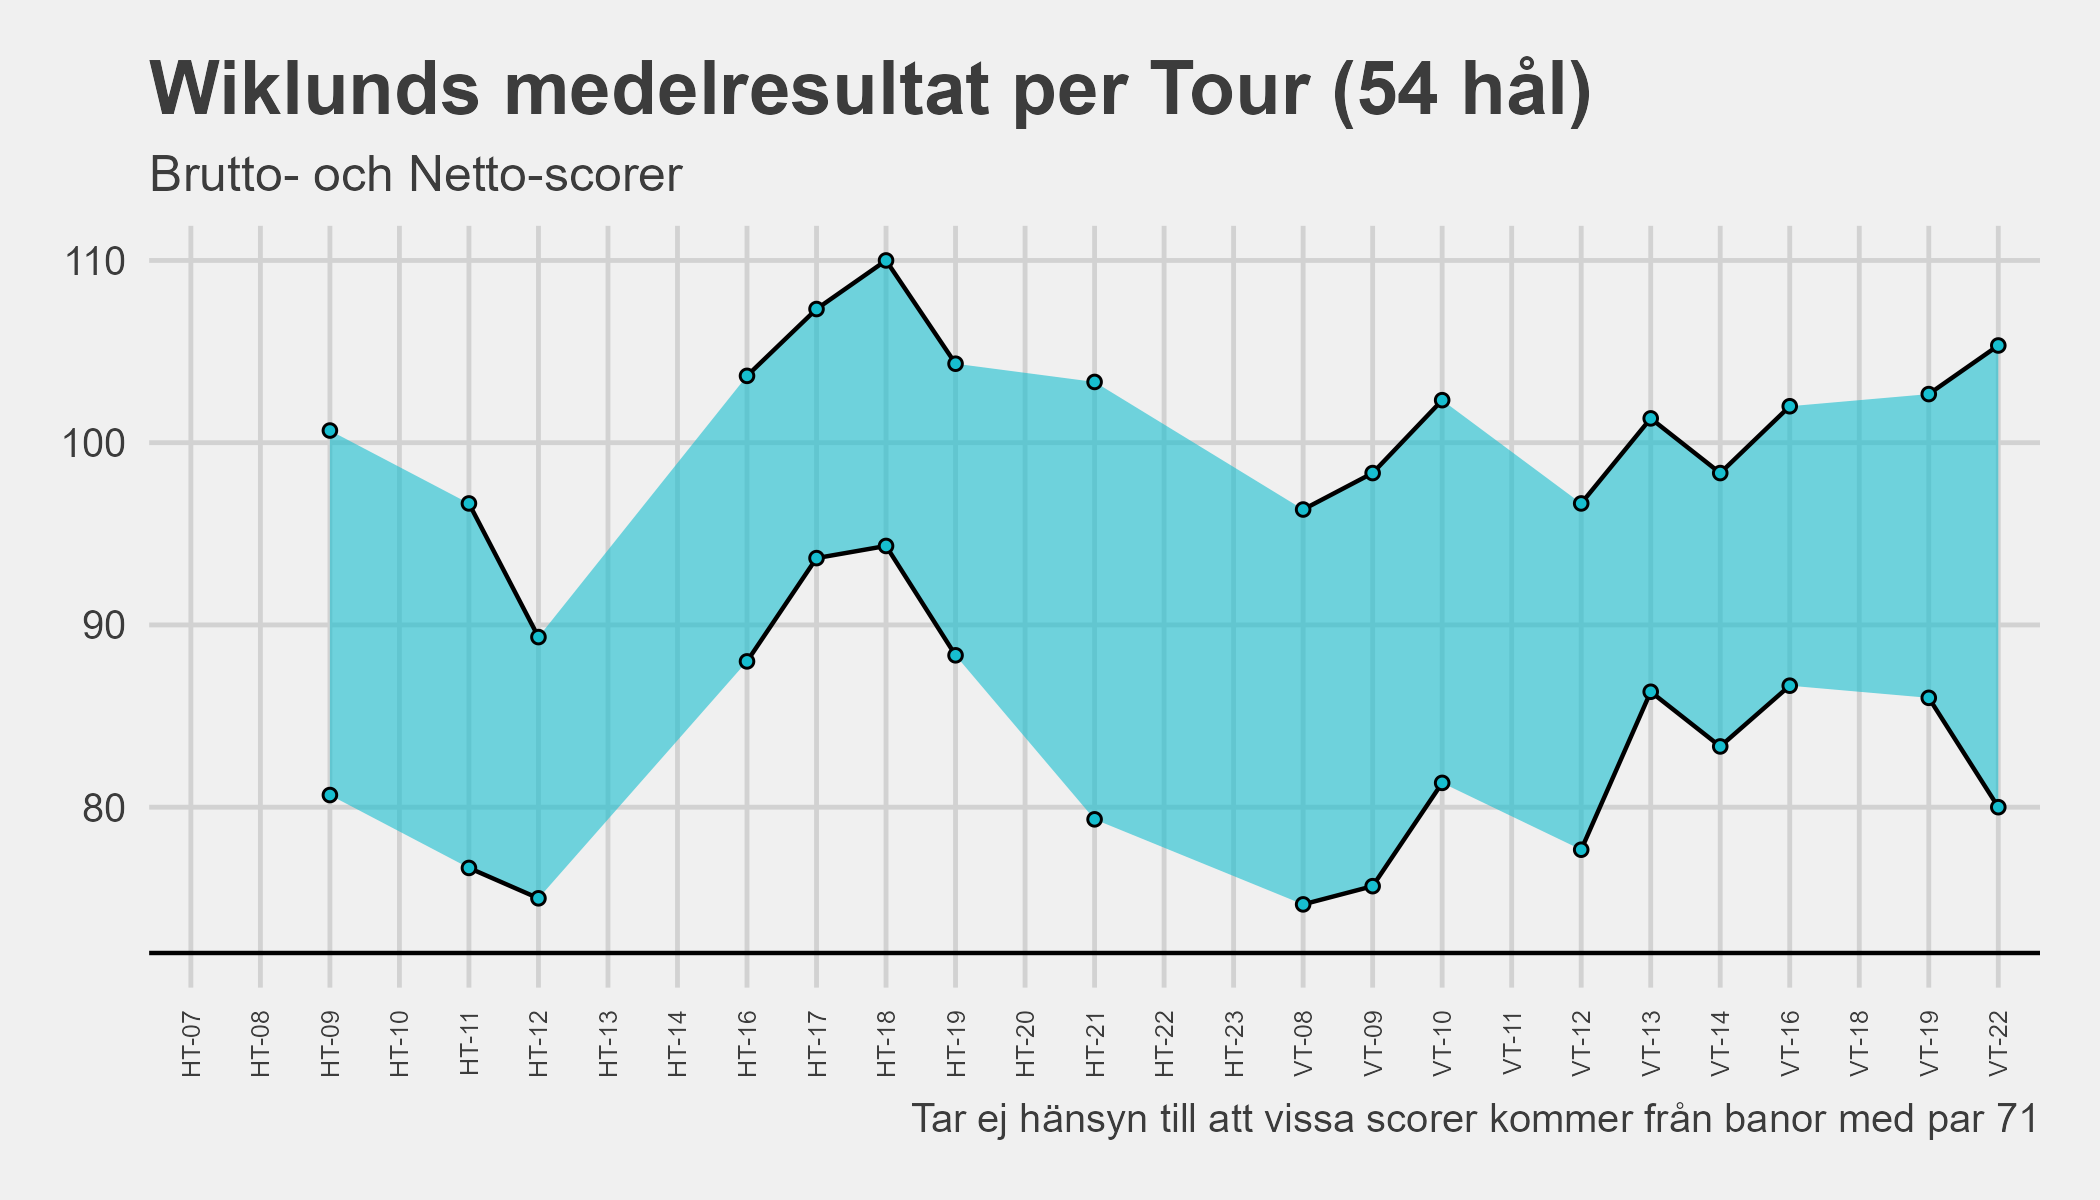 Wiklunds medelresultat per Tour (54 hål)
Brutto- och Netto-scorer
110
100
90
80
HT-07
HT-08
HT-09
HT-10
HT-11
HT-12
HT-13
HT-14
HT-16
HT-17
HT-18
HT-19
HT-20
HT-21
HT-22
HT-23
VT-08
VT-09
VT-10
VT-11
VT-12
VT-13
VT-14
VT-16
VT-18
VT-19
VT-22
Tar ej hänsyn till att vissa scorer kommer från banor med par 71